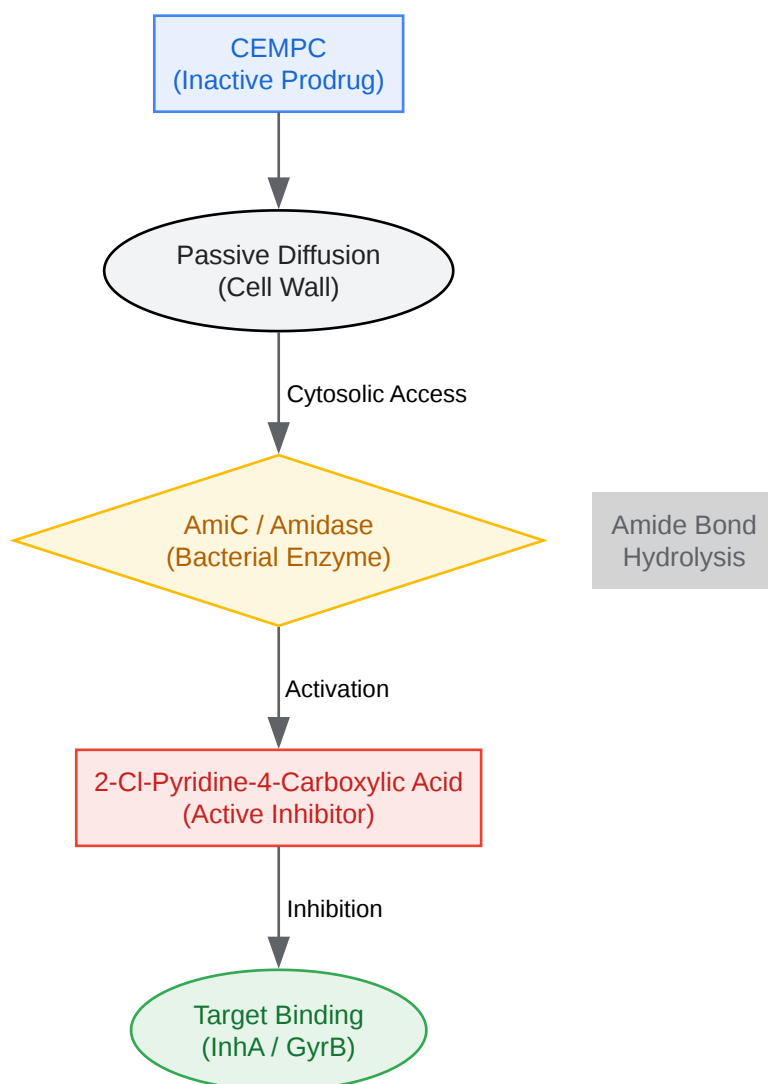 CEMPC
(Inactive Prodrug)
Passive Diffusion
(Cell Wall)
Cytosolic Access
AmiC / Amidase
(Bacterial Enzyme)
Amide Bond
Hydrolysis
Activation
2-Cl-Pyridine-4-Carboxylic Acid
(Active Inhibitor)
Inhibition
Target Binding
(InhA / GyrB)